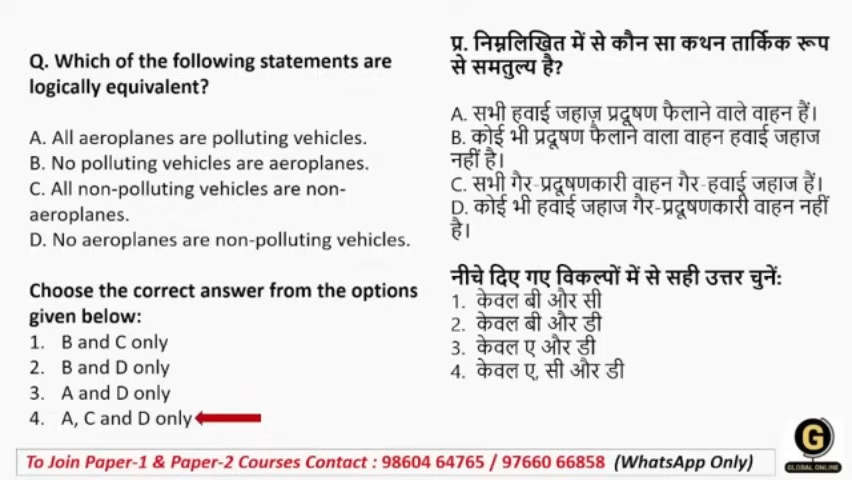 Q. Which of the following statements are
logically equivalent?
A. All aeroplanes are polluting vehicles.
B. No polluting vehicles are aeroplanes.
C. All non-polluting vehicles are non-
aeroplanes.
D. No aeroplanes are non-polluting vehicles.
Choose the correct answer from the options
given below:
1. B and C only
2. B and D only
3. A and D only
4. A, C and D only
प्र. निम्नलिखित में से कौन सा कथन तार्किक रूप
से समतुल्य है?
A. सभी हवाई जहाज़ प्रदूषण फैलाने वाले वाहन हैं।
B. कोई भी प्रदूषण फैलाने वाला वाहन हवाई जहाज
नहीं है।
C. सभी गैर-प्रदूषणकारी वाहन गैर-हवाई जहाज हैं।
D. कोई भी हवाई जहाज गैर-प्रदूषणकारी वाहन नहीं
है।
नीचे दिए गए विकल्पों में से सही उत्तर चुनें:
1. केवल बी और सी
2. केवल बी और डी
3. केवल ए और डी
4. केवल ए, सी और डी
To Join Paper-1 & Paper-2 Courses Contact : 98604 64765 / 97660 66858 (WhatsApp Only)
G
GLOBAL ONLINE